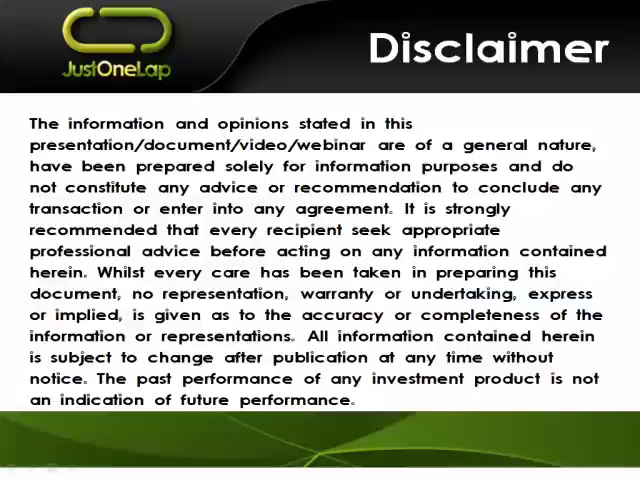 JustOneLap
Disclaimer
The information and opinions stated in this
presentation/document/video/webinar are of a general nature,
have been prepared solely for information purposes and do
not constitute any advice or recommendation to conclude any
transaction or enter into any agreement. It is strongly
recommended that every recipient seek appropriate
professional advice before acting on any information contained
herein. Whilst every care has been taken in preparing this
document, no representation, warranty or undertaking, express
or implied, is given as to the accuracy or completeness of the
information or representations. All information contained herein
is subject to change after publication at any time without
notice. The past performance of any investment product is not
an indication of future performance.